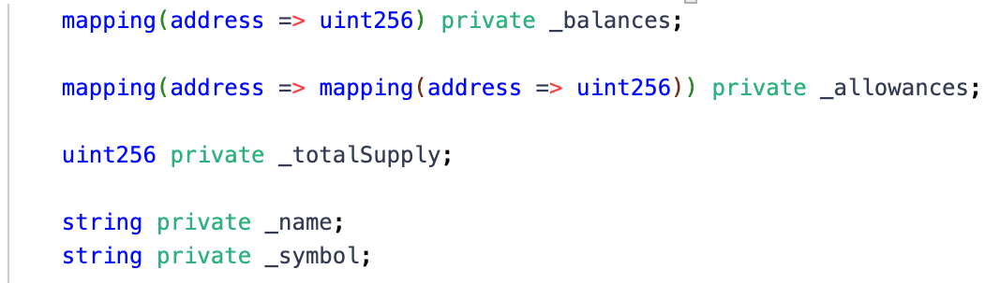 mapping(address => uint256) private _balances;
mapping(address => mapping(address => uint256)) private _allowances;
uint256 private _totalSupply;
string private _name;
string private _symbol;